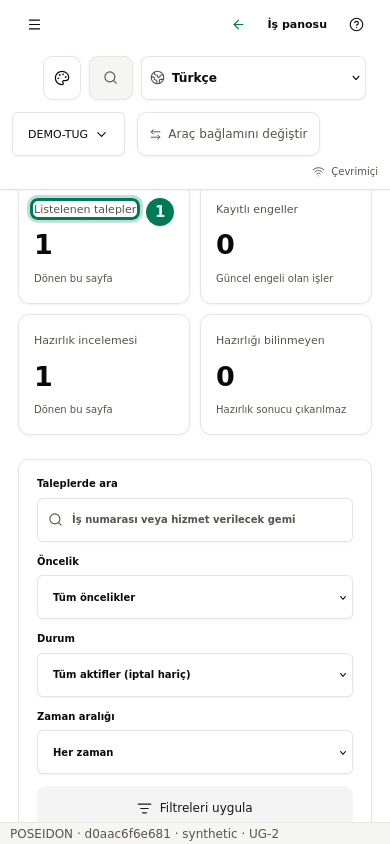 İş panosu
Türkçe
DEMO-TUG
Araç bağlamını değiştir
Çevrimiçi
Listelenen talepler
1
1
Dönen bu sayfa
Kayıtlı engeller
0
Güncel engeli olan işler
Hazırlık incelemesi
1
Dönen bu sayfa
Hazırlığı bilinmeyen
0
Hazırlık sonucu çıkarılmaz
Taleplerde ara
İş numarası veya hizmet verilecek gemi
Öncelik
Tüm öncelikler
Durum
Tüm aktifler (iptal hariç)
Zaman aralığı
Her zaman
Filtreleri uygula
POSEIDON · d0aac6f6e681 · synthetic · UG-2